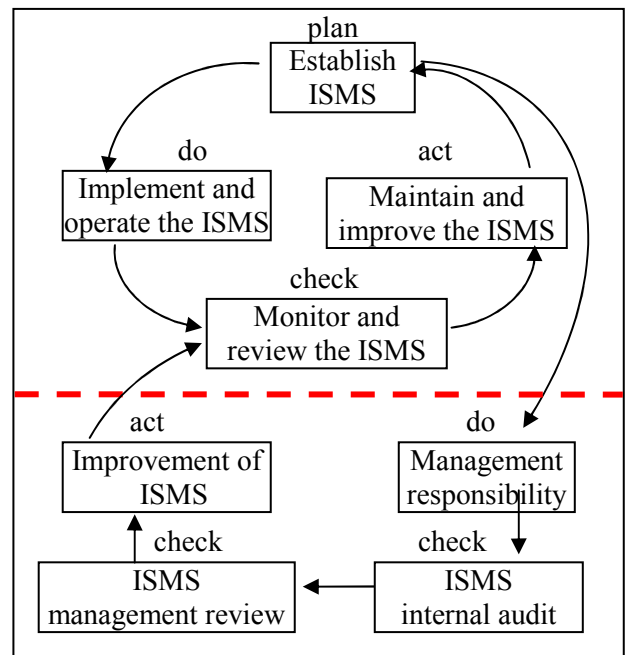 plan
Establish
ISMS
do
Implement and
operate the ISMS
act
Maintain and
improve the ISMS
check
Monitor and
review the ISMS
act
Improvement of
ISMS
do
Management
responsibility
check
ISMS
management review
check
ISMS
internal audit